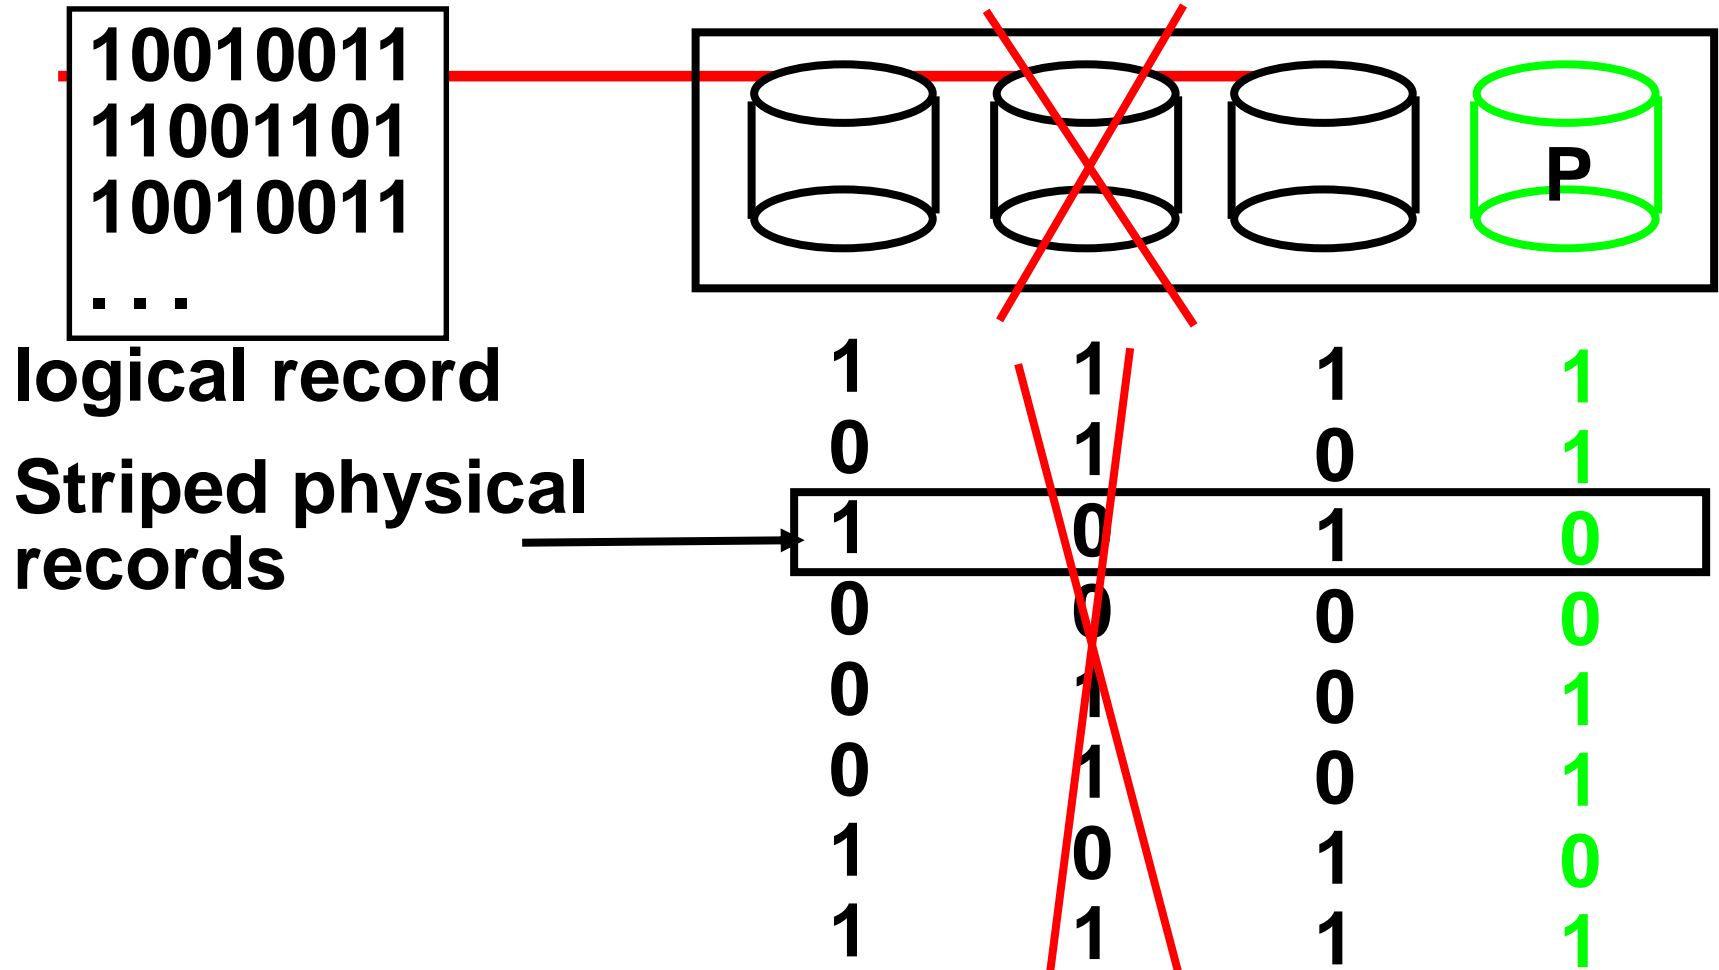 10010011
11001101
10010011
. . .
P
logical record
Striped physical
records
1 1 1 1
0 1 0 1
1 0 1 0
0 0 0 0
0 1 0 1
0 1 0 1
1 0 1 0
1 1 1 1